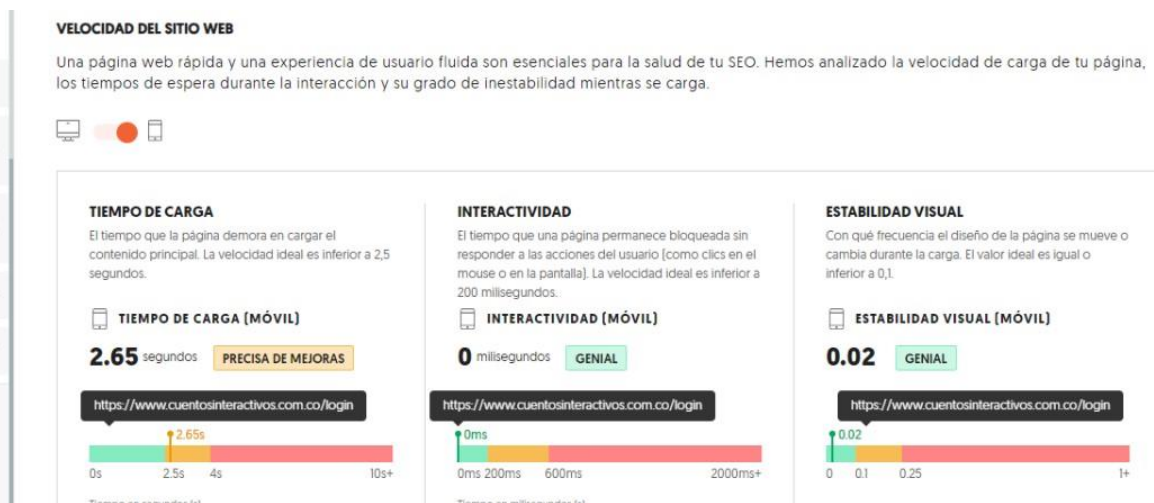 VELOCIDAD DEL SITIO WEB
Una página web rápida y una experiencia de usuario fluida son esenciales para la salud de tu SEO. Hemos analizado la velocidad de carga de tu página,
los tiempos de espera durante la interacción y su grado de inestabilidad mientras se carga.
TIEMPO DE CARGA
El tiempo que la página demora en cargar el
contenido principal. La velocidad ideal es inferior a 2,5
segundos.
TIEMPO DE CARGA (MÓVIL)
2.65 segundos PRECISA DE MEJORAS
https://www.cuentosinteractivos.com.co/login
2.65s
0s 2.5s 4s 10s+
Tiempo en segundos (s)
INTERACTIVIDAD
El tiempo que una página permanece bloqueada sin
responder a las acciones del usuario (como clics en el
mouse o en la pantalla). La velocidad ideal es inferior a
200 milisegundos.
INTERACTIVIDAD (MÓVIL)
0 milisegundos GENIAL
https://www.cuentosinteractivos.com.co/login
0ms
0ms 200ms 600ms 2000ms+
Tiempo en milisegundos (s)
ESTABILIDAD VISUAL
Con qué frecuencia el diseño de la página se mueve o
cambia durante la carga. El valor ideal es igual o
inferior a 0,1.
ESTABILIDAD VISUAL (MÓVIL)
0.02 GENIAL
https://www.cuentosinteractivos.com.co/login
0.02
0 0.1 0.25 1+